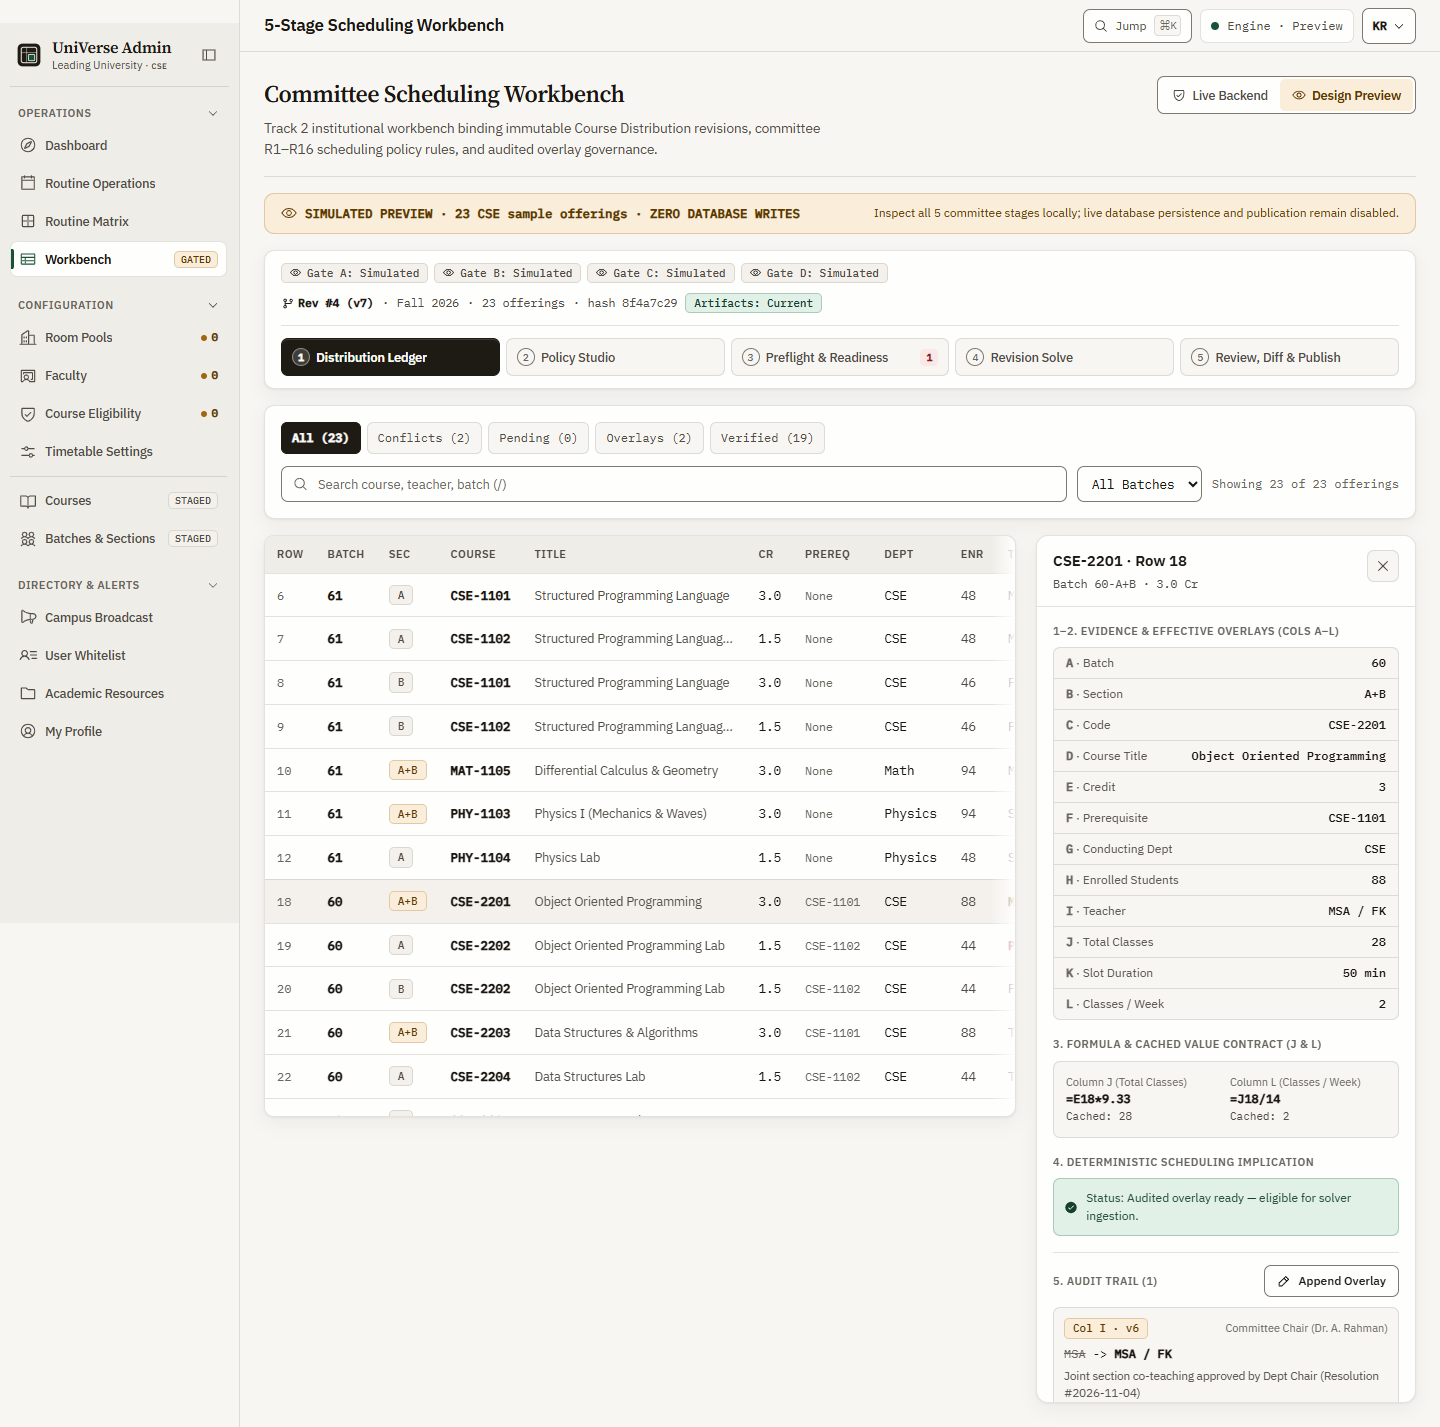 UniVerse Admin
Leading University · CSE
OPERATIONS
Dashboard
Routine Operations
Routine Matrix
Workbench GATED
CONFIGURATION
Room Pools 0
Faculty 0
Course Eligibility 0
Timetable Settings
Courses STAGED
Batches & Sections STAGED
DIRECTORY & ALERTS
Campus Broadcast
User Whitelist
Academic Resources
My Profile
5-Stage Scheduling Workbench
Jump ⌘K
Engine · Preview
KR
Committee Scheduling Workbench
Track 2 institutional workbench binding immutable Course Distribution revisions, committee
R1–R16 scheduling policy rules, and audited overlay governance.
Live Backend
Design Preview
SIMULATED PREVIEW · 23 CSE sample offerings · ZERO DATABASE WRITES
Inspect all 5 committee stages locally; live database persistence and publication remain disabled.
Gate A: Simulated Gate B: Simulated Gate C: Simulated Gate D: Simulated
Rev #4 (v7) · Fall 2026 · 23 offerings · hash 8f4a7c29 Artifacts: Current
1 Distribution Ledger
2 Policy Studio
3 Preflight & Readiness 1
4 Revision Solve
5 Review, Diff & Publish
All (23) Conflicts (2) Pending (0) Overlays (2) Verified (19)
Search course, teacher, batch (/)
All Batches
Showing 23 of 23 offerings
ROW BATCH SEC COURSE TITLE CR PREREQ DEPT ENR
6 61 A CSE-1101 Structured Programming Language 3.0 None CSE 48
7 61 A CSE-1102 Structured Programming Languag... 1.5 None CSE 48
8 61 B CSE-1101 Structured Programming Language 3.0 None CSE 46
9 61 B CSE-1102 Structured Programming Languag... 1.5 None CSE 46
10 61 A+B MAT-1105 Differential Calculus & Geometry 3.0 None Math 94
11 61 A+B PHY-1103 Physics I (Mechanics & Waves) 3.0 None Physics 94
12 61 A PHY-1104 Physics Lab 1.5 None Physics 48
18 60 A+B CSE-2201 Object Oriented Programming 3.0 CSE-1101 CSE 88
19 60 A CSE-2202 Object Oriented Programming Lab 1.5 CSE-1102 CSE 44
20 60 B CSE-2202 Object Oriented Programming Lab 1.5 CSE-1102 CSE 44
21 60 A+B CSE-2203 Data Structures & Algorithms 3.0 CSE-1101 CSE 88
22 60 A CSE-2204 Data Structures Lab 1.5 CSE-1102 CSE 44
CSE-2201 · Row 18
Batch 60-A+B · 3.0 Cr
1–2. EVIDENCE & EFFECTIVE OVERLAYS (COLS A–L)
A · Batch 60
B · Section A+B
C · Code CSE-2201
D · Course Title Object Oriented Programming
E · Credit 3
F · Prerequisite CSE-1101
G · Conducting Dept CSE
H · Enrolled Students 88
I · Teacher MSA / FK
J · Total Classes 28
K · Slot Duration 50 min
L · Classes / Week 2
3. FORMULA & CACHED VALUE CONTRACT (J & L)
Column J (Total Classes) Column L (Classes / Week)
=E18*9.33 =J18/14
Cached: 28 Cached: 2
4. DETERMINISTIC SCHEDULING IMPLICATION
Status: Audited overlay ready — eligible for solver
ingestion.
5. AUDIT TRAIL (1)
Append Overlay
Col I · v6 Committee Chair (Dr. A. Rahman)
MSA -> MSA / FK
Joint section co-teaching approved by Dept Chair (Resolution
#2026-11-04)